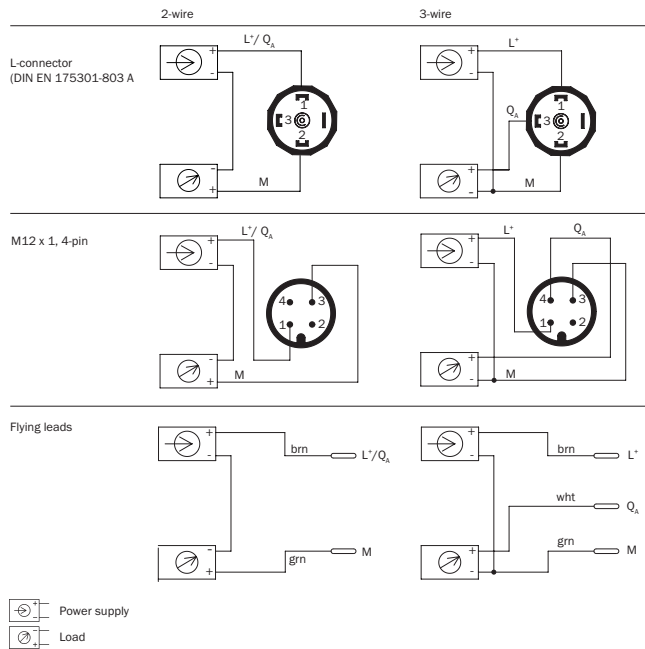 2-wire
3-wire
L-connector
(DIN EN 175301-803 A
+
-
L⁺/ Q_A
1
3
2
-
+
M
+
-
L⁺
Q_A
1
3
2
+
-
M
M12 x 1, 4-pin
+
-
L⁺/ Q_A
4
3
1
2
-
+
M
+
-
L⁺
Q_A
4
3
1
2
+
-
M
Flying leads
+
-
brn
L⁺/Q_A
-
+
grn
M
+
-
brn
L⁺
wht
Q_A
+
-
grn
M
+
-
Power supply
-
+
Load